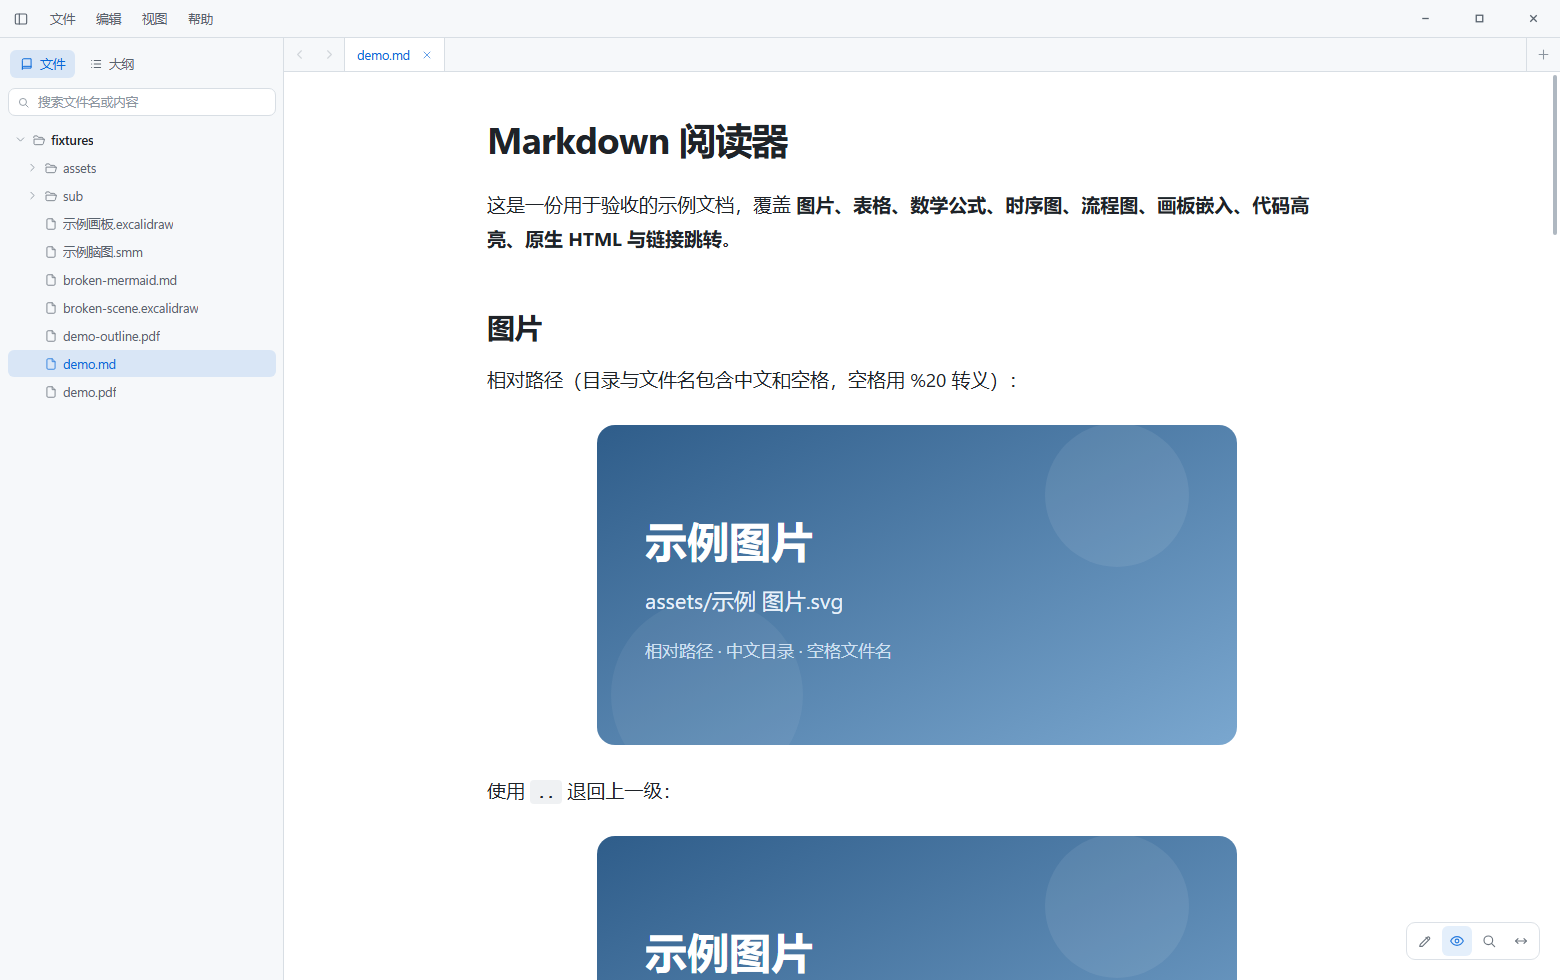 文件 编辑 视图 帮助
文件 大纲
demo.md
搜索文件名或内容
fixtures
assets
sub
示例画板.excalidraw
示例脑图.smm
broken-mermaid.md
broken-scene.excalidraw
demo-outline.pdf
demo.md
demo.pdf
Markdown 阅读器
这是一份用于验收的示例文档，覆盖 图片、表格、数学公式、时序图、流程图、画板嵌入、代码高
亮、原生 HTML 与链接跳转。
图片
相对路径（目录与文件名包含中文和空格，空格用 %20 转义）：
示例图片
assets/示例 图片.svg
相对路径 · 中文目录 · 空格文件名
使用 .. 退回上一级：
示例图片